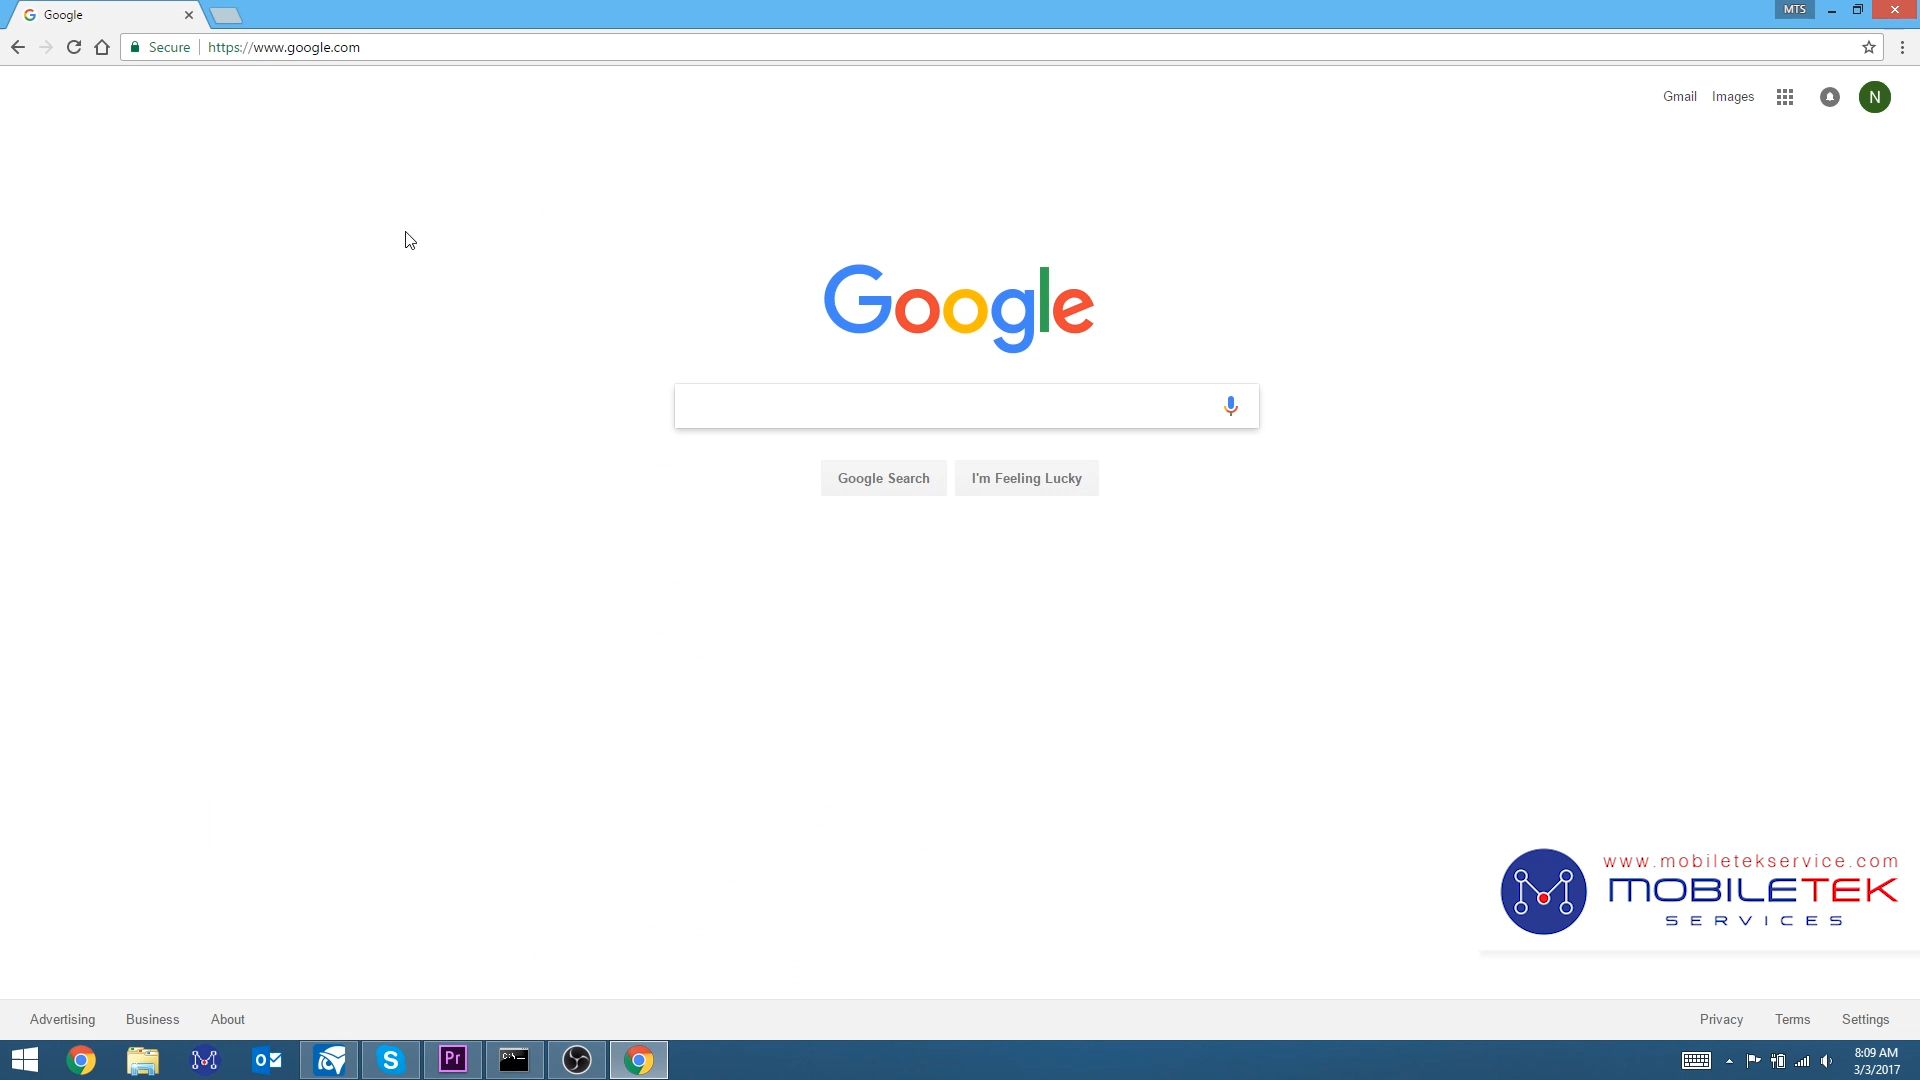 Google
MTS
Secure
https://www.google.com
Gmail
Images
N
Google
Google Search
I'm Feeling Lucky
www.mobiletekservice.com
MOBILETEK
SERVICES
Advertising
Business
About
Privacy
Terms
Settings
Pr
C:\_
8:09 AM
3/3/2017